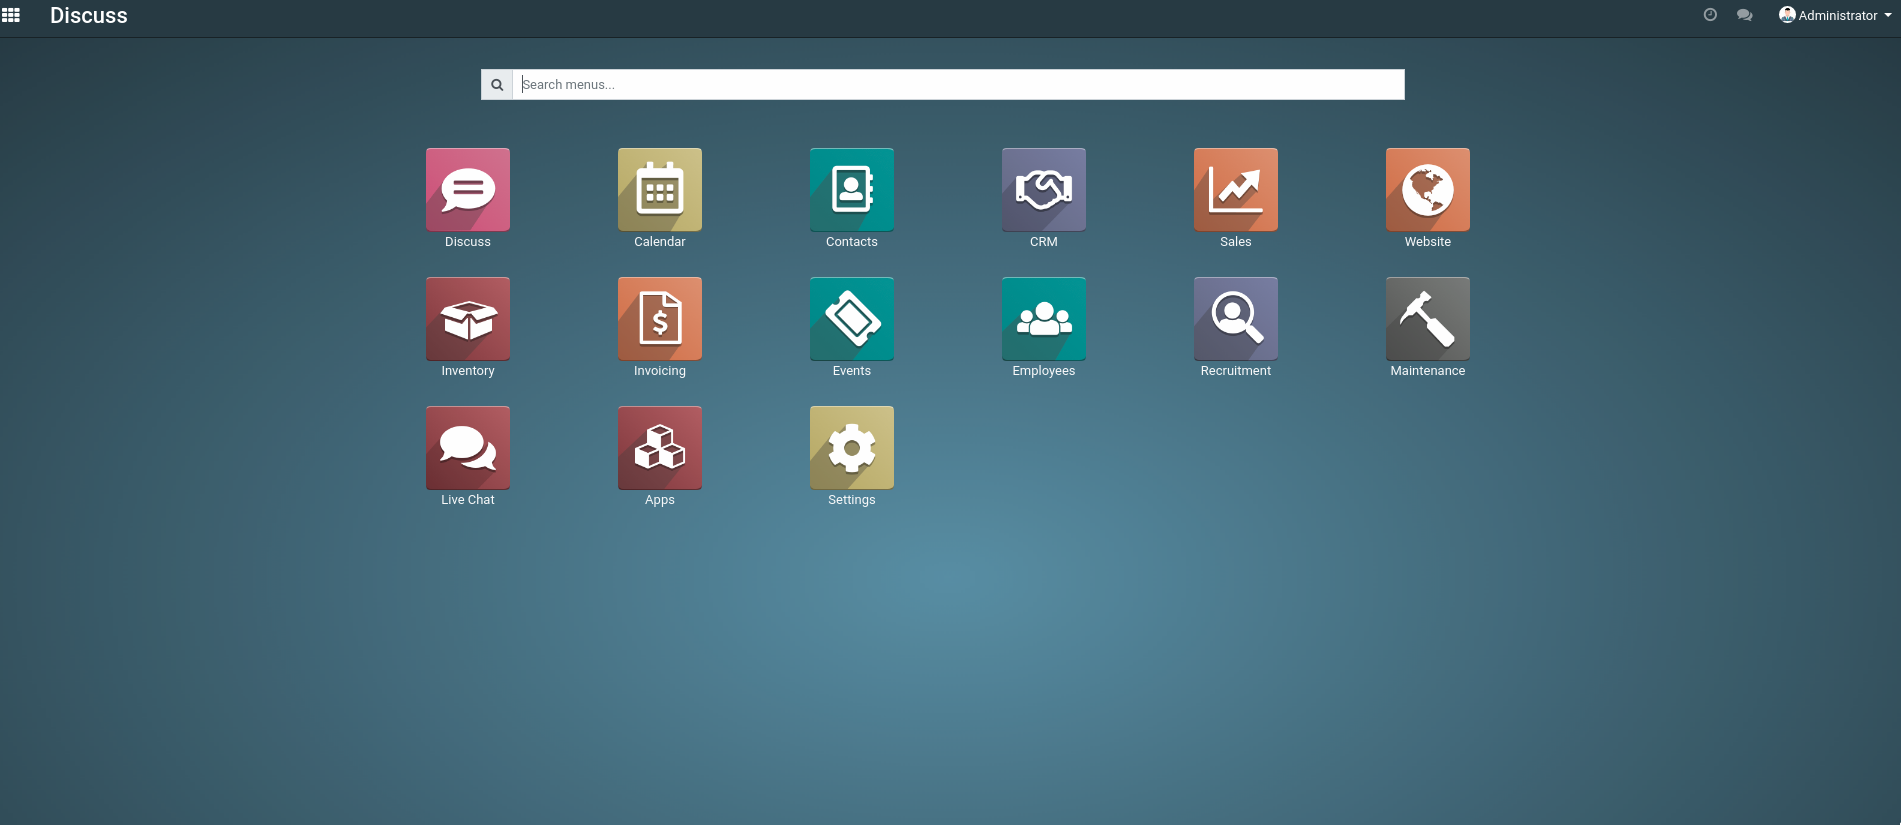 Discuss
Administrator
Search menus...
Discuss
Calendar
Contacts
CRM
Sales
Website
Inventory
Invoicing
Events
Employees
Recruitment
Maintenance
Live Chat
Apps
Settings